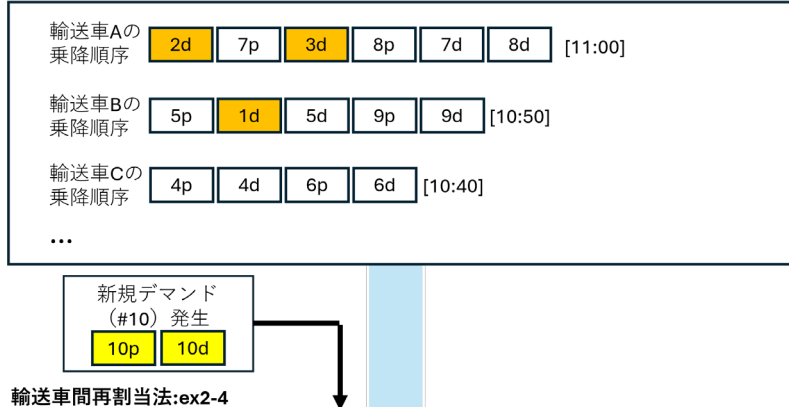 輸送車Aの
乗降順序
2d 7p 3d 8p 7d 8d [11:00]
輸送車Bの
乗降順序
5p 1d 5d 9p 9d [10:50]
輸送車Cの
乗降順序
4p 4d 6p 6d [10:40]
…
新規デマンド
（#10）発生
10p 10d
輸送車間再割当法:ex2-4